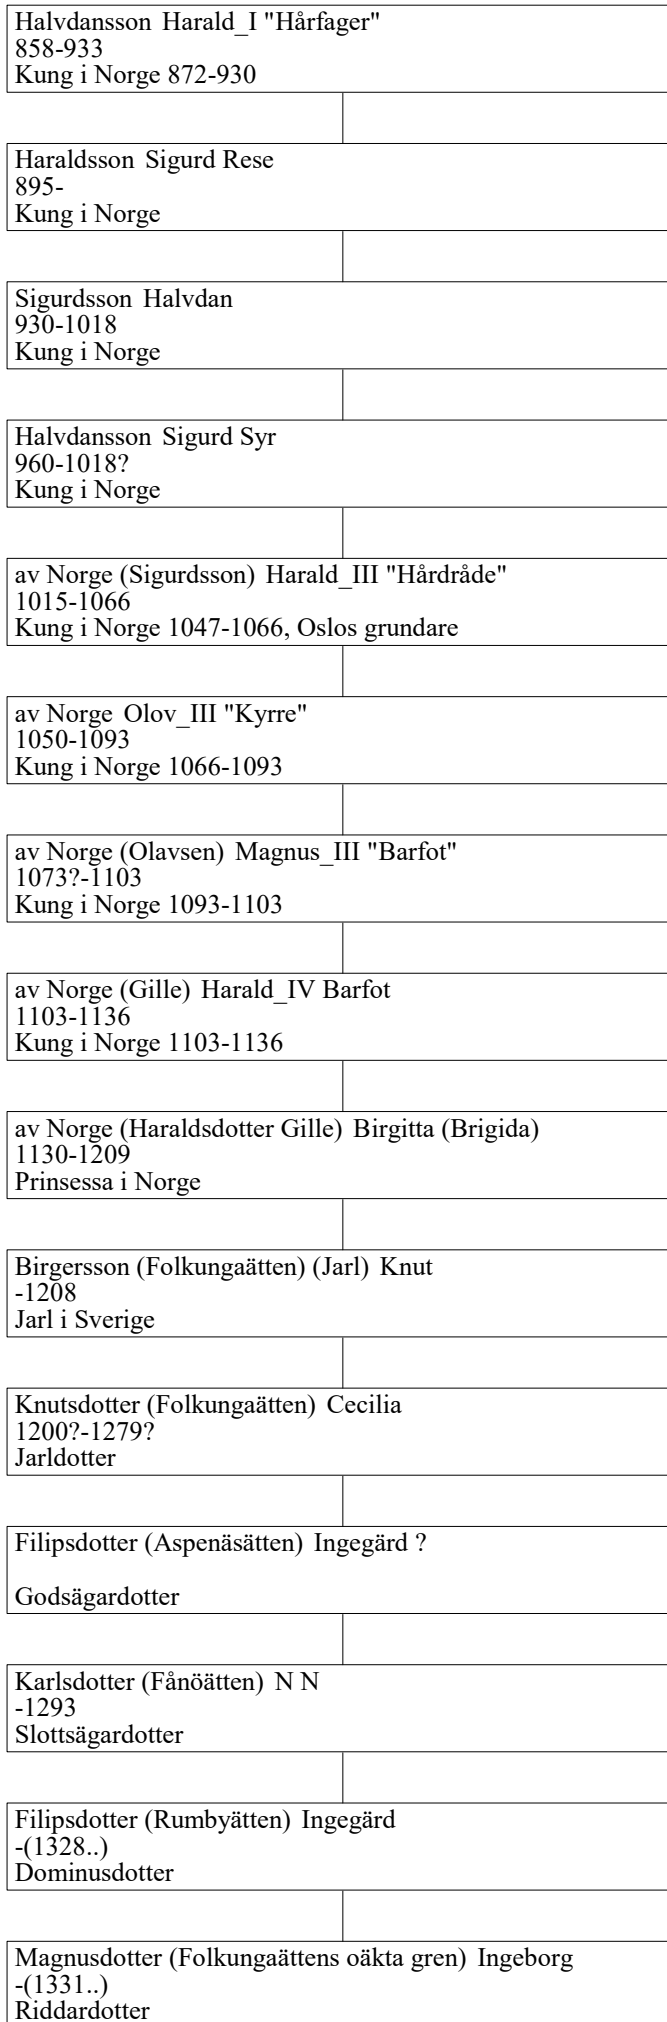 Halvdansson Harald_I "Hårfager"
858-933
Kung i Norge 872-930
Haraldsson Sigurd Rese
895-
Kung i Norge
Sigurdsson Halvdan
930-1018
Kung i Norge
Halvdansson Sigurd Syr
960-1018?
Kung i Norge
av Norge (Sigurdsson) Harald_III "Hårdråde"
1015-1066
Kung i Norge 1047-1066, Oslos grundare
av Norge Olov_III "Kyrre"
1050-1093
Kung i Norge 1066-1093
av Norge (Olavsen) Magnus_III "Barfot"
1073?-1103
Kung i Norge 1093-1103
av Norge (Gille) Harald_IV Barfot
1103-1136
Kung i Norge 1103-1136
av Norge (Haraldsdotter Gille) Birgitta (Brigida)
1130-1209
Prinsessa i Norge
Birgersson (Folkungaätten) (Jarl) Knut
-1208
Jarl i Sverige
Knutsdotter (Folkungaätten) Cecilia
1200?-1279?
Jarldotter
Filipsdotter (Aspenäsätten) Ingegärd ?
Godsägardotter
Karlsdotter (Fånöätten) N N
-1293
Slottsägardotter
Filipsdotter (Rumbyätten) Ingegärd
-(1328..)
Dominusdotter
Magnusdotter (Folkungaättens oäkta gren) Ingeborg
-(1331..)
Riddardotter